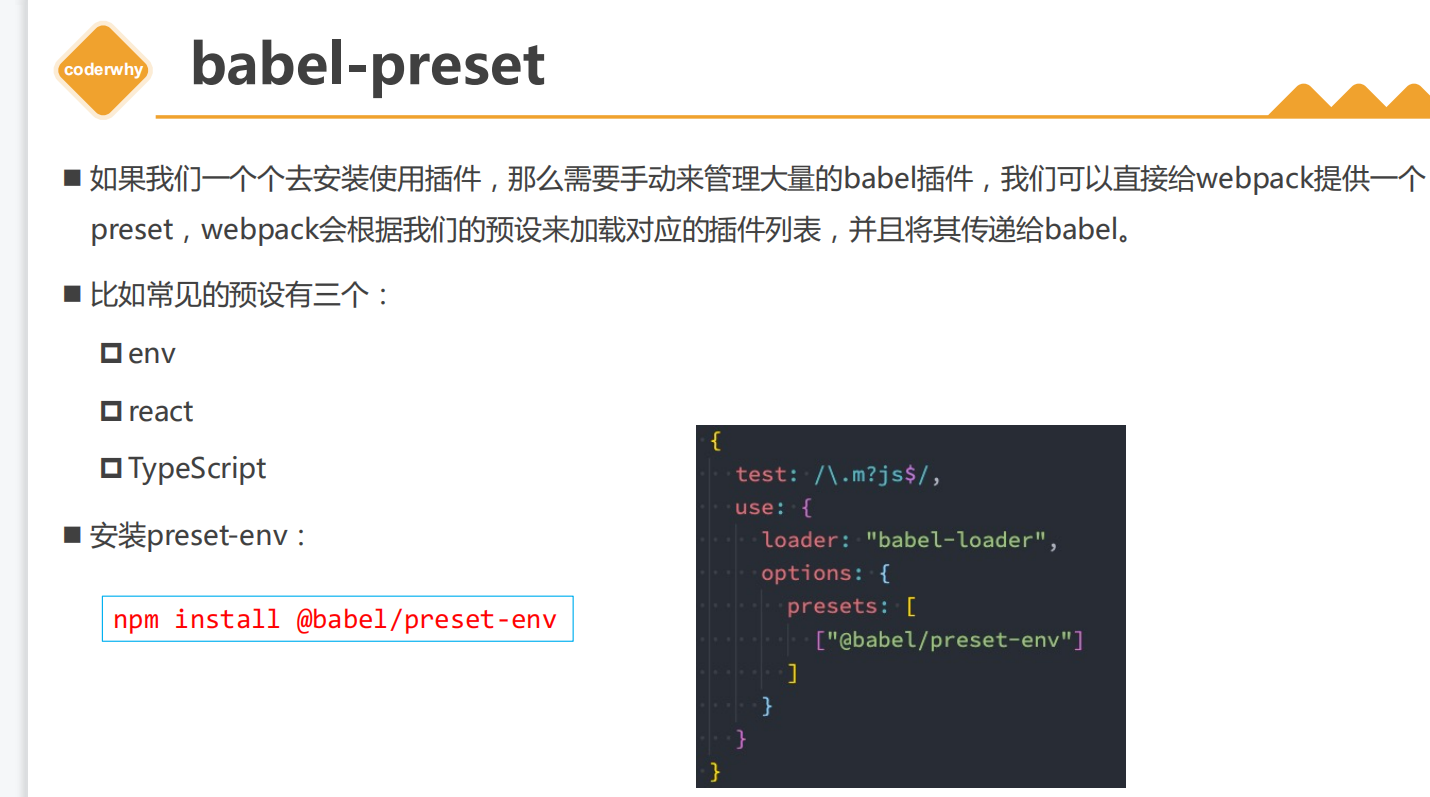 coderwhy
babel-preset
如果我们一个个去安装使用插件，那么需要手动来管理大量的babel插件，我们可以直接给webpack提供一个
preset，webpack会根据我们的预设来加载对应的插件列表，并且将其传递给babel。
比如常见的预设有三个：
env
react
TypeScript
安装preset-env：
npm install @babel/preset-env
{
test: /\.m?js$/,
use: {
loader: "babel-loader",
options: {
presets: [
["@babel/preset-env"]
]
}
}
}